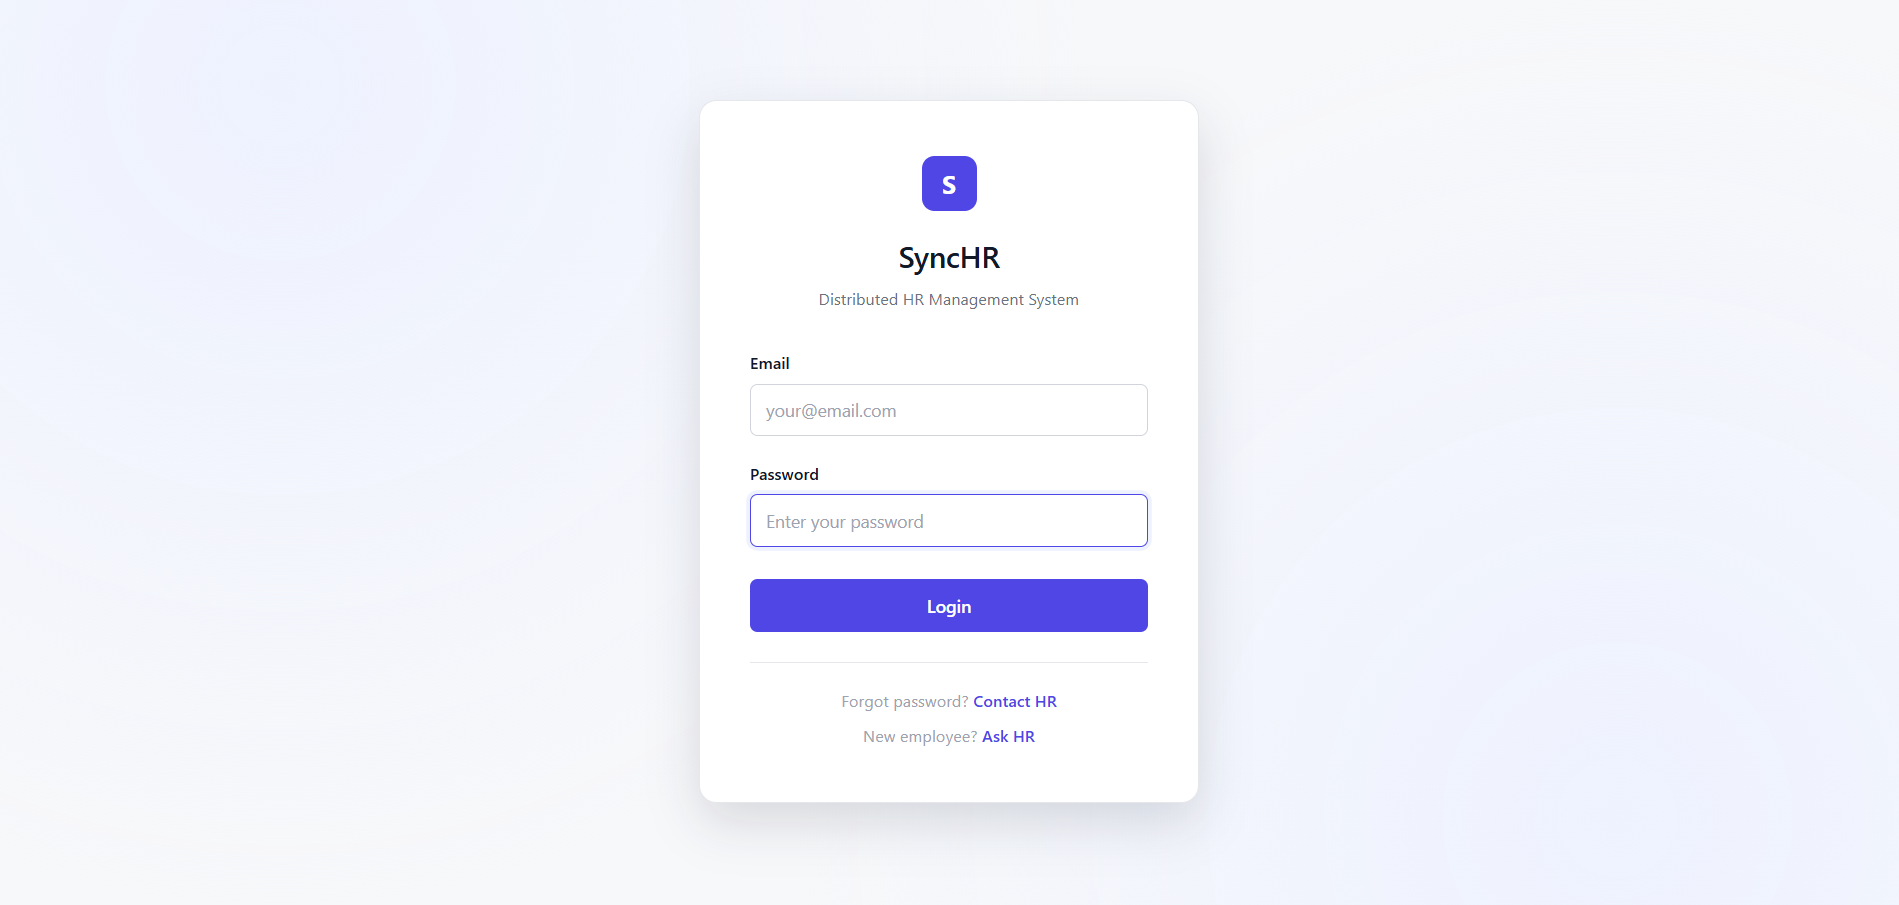 S
SyncHR
Distributed HR Management System
Email
your@email.com
Password
Enter your password
Login
Forgot password? Contact HR
New employee? Ask HR